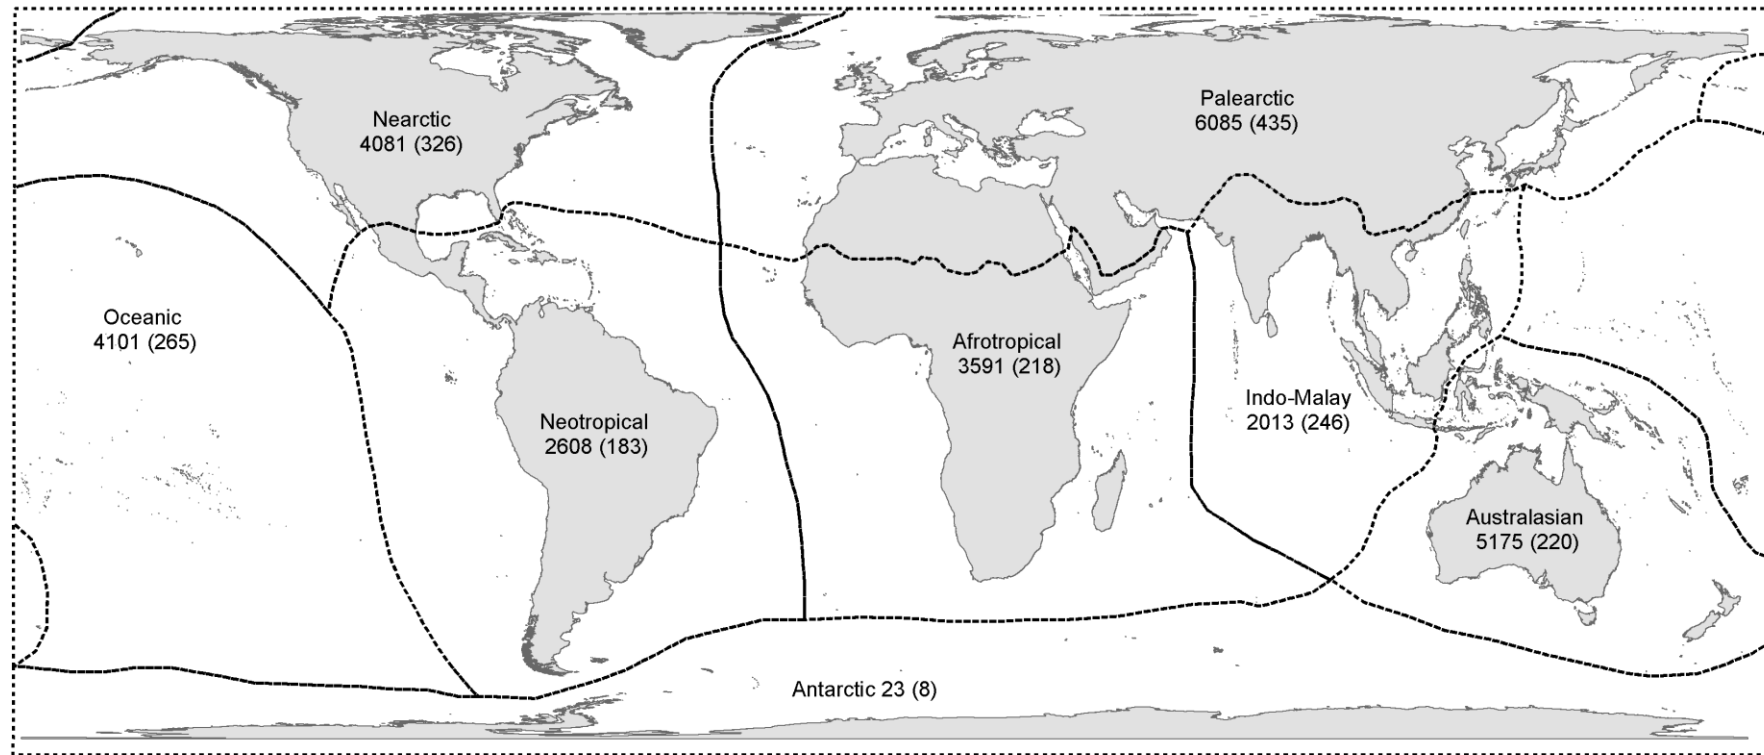 Nearctic
4081 (326)
Palearctic
6085 (435)
Oceanic
4101 (265)
Afrotropical
3591 (218)
Indo-Malay
2013 (246)
Neotropical
2608 (183)
Australasian
5175 (220)
Antarctic 23 (8)